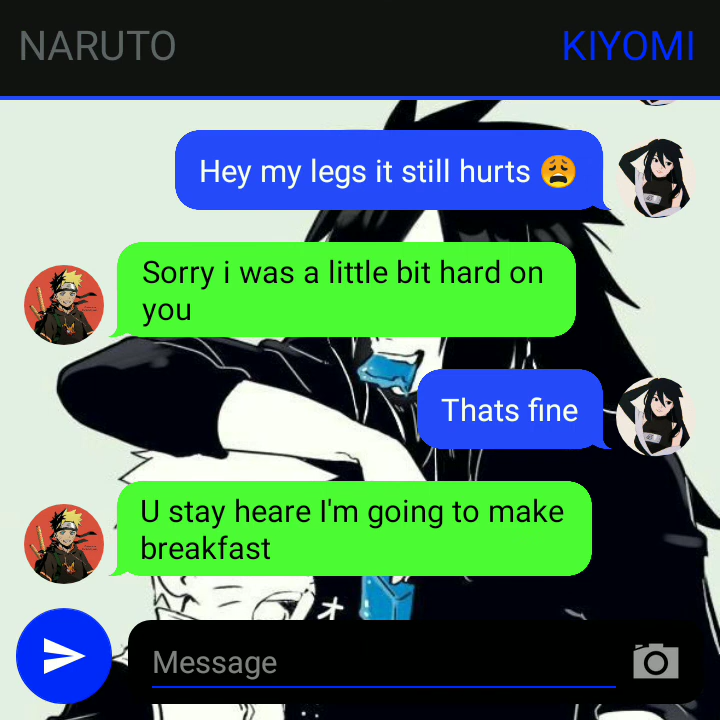 NARUTO KIYOMI
Hey my legs it still hurts 😩
Sorry i was a little bit hard on
you
Thats fine
U stay heare I'm going to make
breakfast
Message